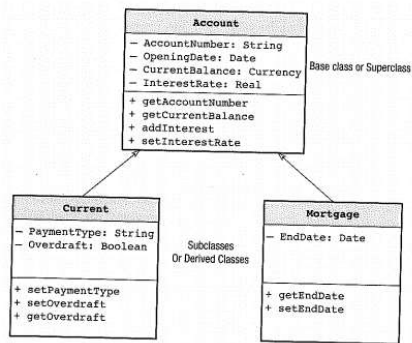 Account
— AccountNumber: String
— OpeningDate: Date
— CurrentBalance: Currency
— InterestRate: Real
+ getAccountNumber
+ getCurrentBalance
+ addInterest
+ setInterestRate
Base class or Superclass
Current
— PaymentType: String
— Overdraft: Boolean
+ setPaymentType
+ setOverdraft
+ getOverdraft
Subclasses
Or Derived Classes
Mortgage
— EndDate: Date
+ getEndDate
+ setEndDate